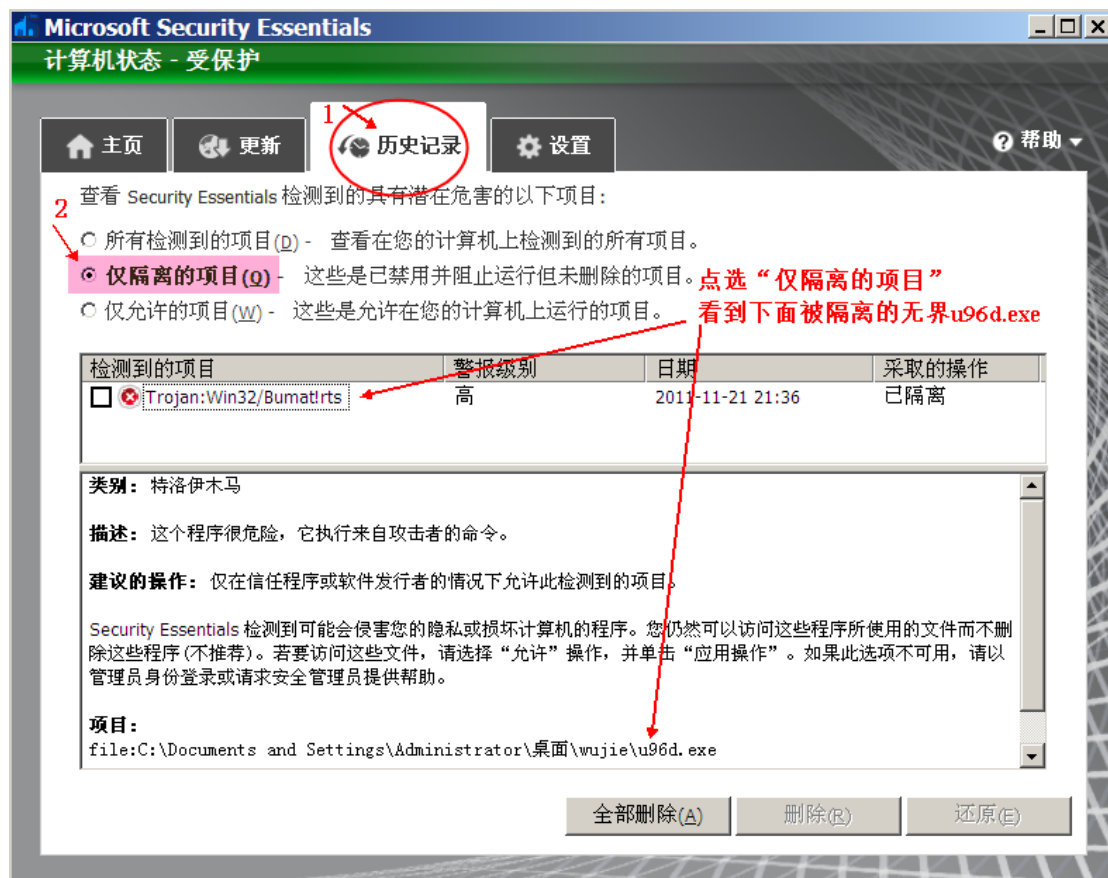 Microsoft Security Essentials
计算机状态 - 受保护
1
主页
更新
历史记录
设置
帮助
查看 Security Essentials 检测到的具有潜在危害的以下项目:
2
所有检测到的项目(D) - 查看在您的计算机上检测到的所有项目。
仅隔离的项目(Q) - 这些是已禁用并阻止运行但未删除的项目。
点选“仅隔离的项目”
仅允许的项目(W) - 这些是允许在您的计算机上运行的项目。
看到下面被隔离的无界u96d.exe
检测到的项目 警报级别 日期 采取的操作
Trojan:Win32/Bumat!rts 高 2011-11-21 21:36 已隔离
类别: 特洛伊木马
描述: 这个程序很危险，它执行来自攻击者的命令。
建议的操作: 仅在信任程序或软件发行者的情况下允许此检测到的项目。
Security Essentials 检测到可能会侵害您的隐私或损坏计算机的程序。您仍然可以访问这些程序所使用的文件而不删
除这些程序(不推荐)。若要访问这些文件，请选择“允许”操作，并单击“应用操作”。如果此选项不可用，请以
管理员身份登录或请求安全管理员提供帮助。
项目:
file:C:\Documents and Settings\Administrator\桌面\wujie\u96d.exe
全部删除(A) 删除(R) 还原(E)